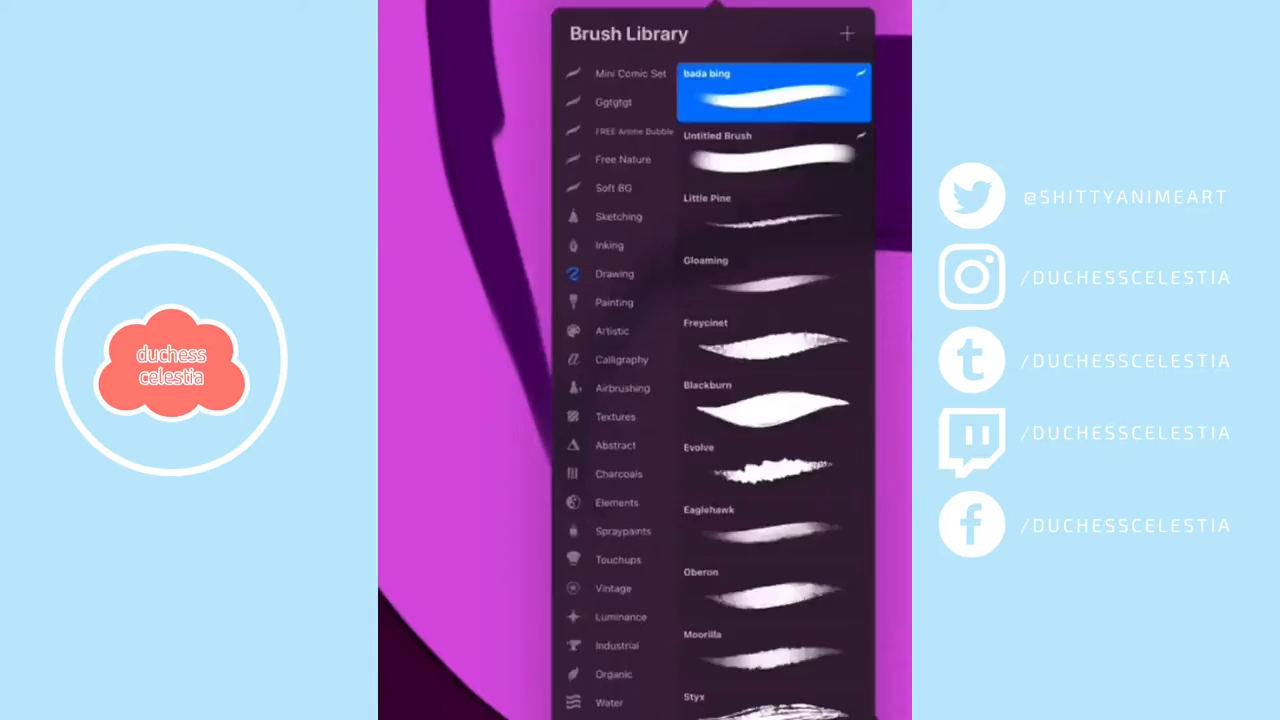 duchess
celestia
Brush Library
Mini Comic Set
Ggtgtgt
FREE Anime Bubble
Free Nature
Soft BG
Sketching
Inking
Drawing
Painting
Artistic
Calligraphy
Airbrushing
Textures
Abstract
Charcoals
Elements
Spraypaints
Touchups
Vintage
Luminance
Industrial
Organic
Water
bada bing
Untitled Brush
Little Pine
Gloaming
Freycinet
Blackburn
Evolve
Eaglehawk
Oberon
Moorilla
Styx
@SHITTYANIMEART
/DUCHESSCELESTIA
/DUCHESSCELESTIA
/DUCHESSCELESTIA
/DUCHESSCELESTIA